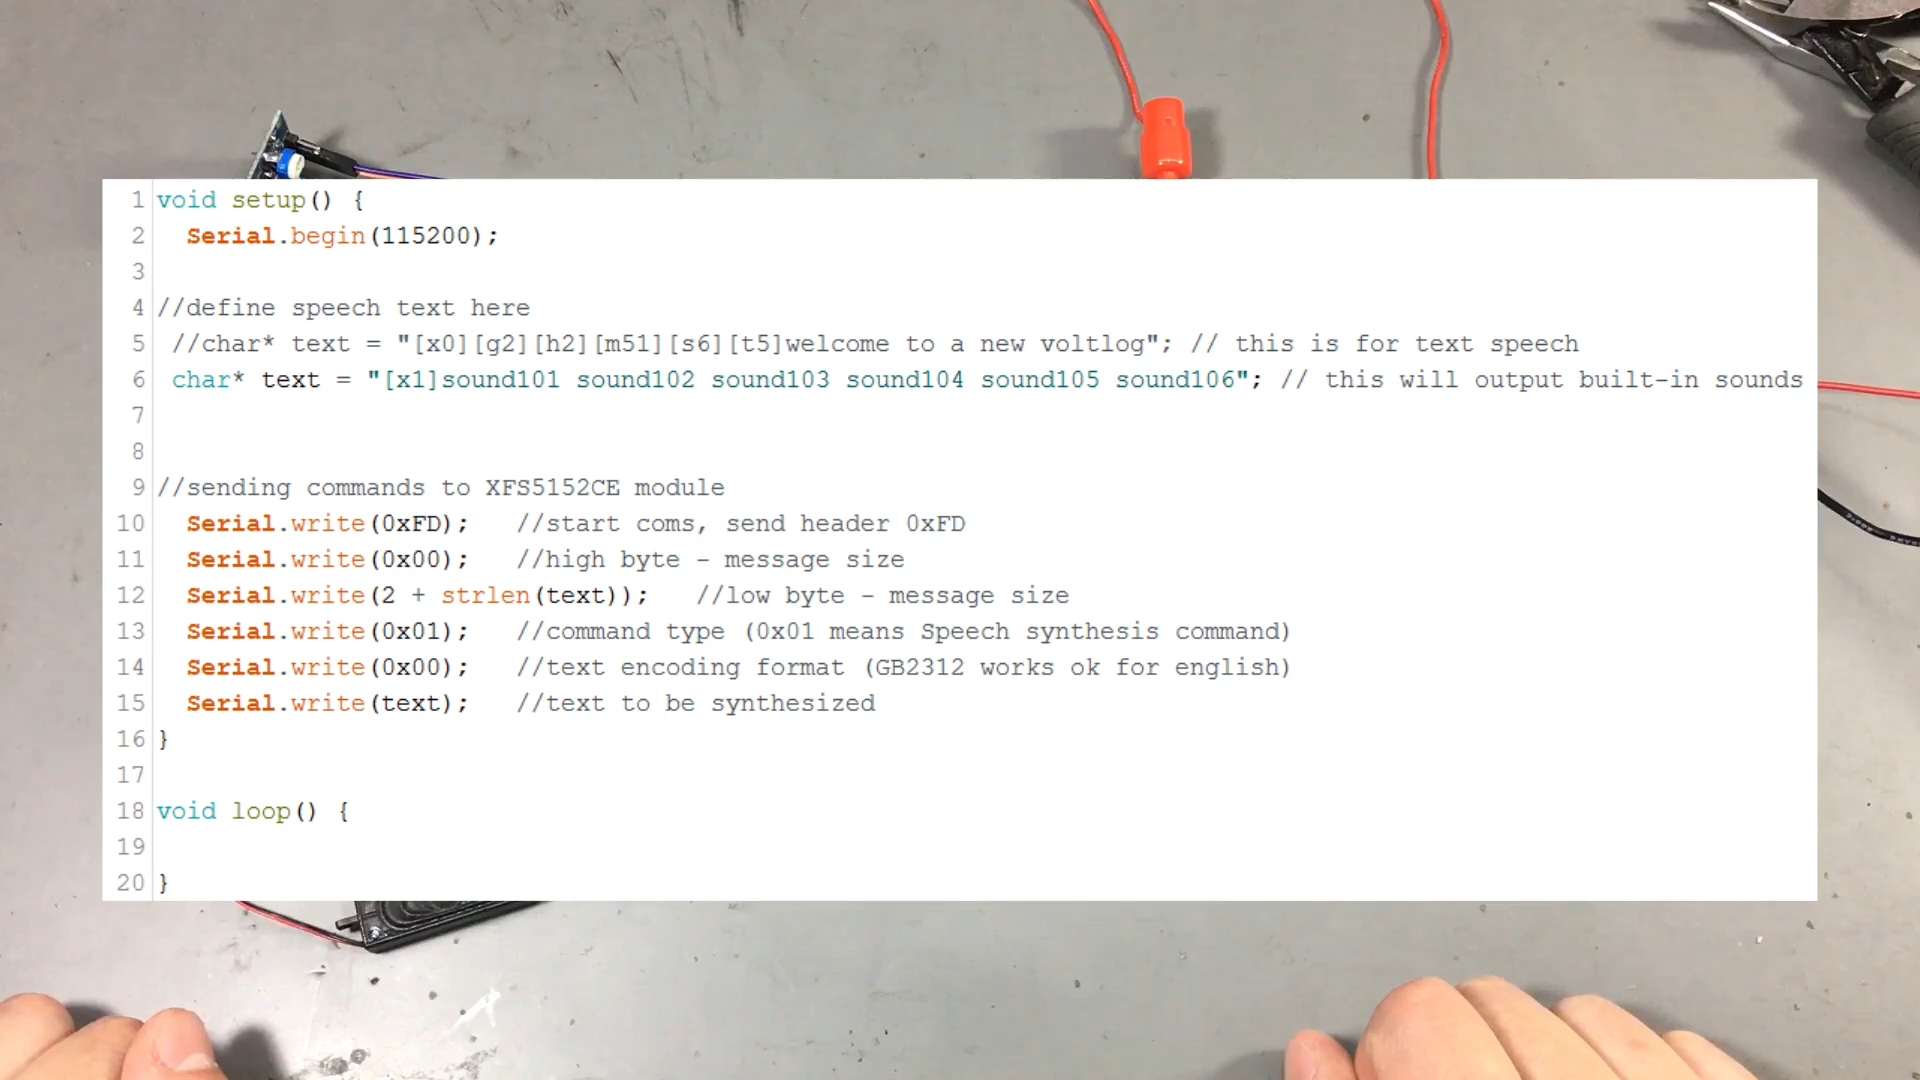 1 void setup() {
2 Serial.begin(115200);
3
4 //define speech text here
5 //char* text = "[x0][g2][h2][m51][s6][t5]welcome to a new voltlog"; // this is for text speech
6 char* text = "[x1]sound101 sound102 sound103 sound104 sound105 sound106"; // this will output built-in sounds
7
8
9 //sending commands to XFS5152CE module
10 Serial.write(0xFD); //start coms, send header 0xFD
11 Serial.write(0x00); //high byte - message size
12 Serial.write(2 + strlen(text)); //low byte - message size
13 Serial.write(0x01); //command type (0x01 means Speech synthesis command)
14 Serial.write(0x00); //text encoding format (GB2312 works ok for english)
15 Serial.write(text); //text to be synthesized
16 }
17
18 void loop() {
19
20 }